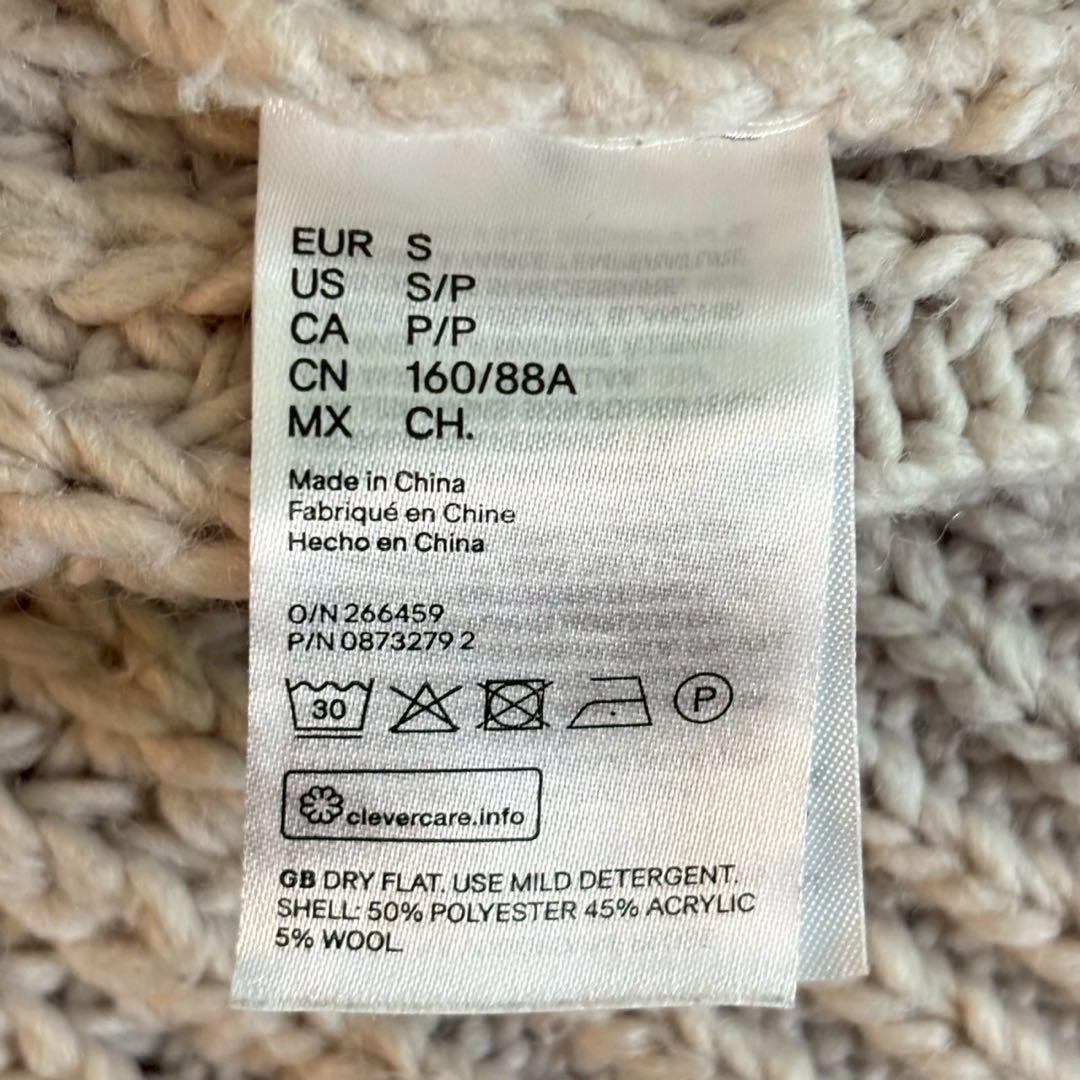 EUR S
US S/P
CA P/P
CN 160/88A
MX CH.
Made in China
Fabriqué en Chine
Hecho en China
O/N 266459
P/N 0873279 2
30
P
clevercare.info
GB DRY FLAT. USE MILD DETERGENT.
SHELL: 50% POLYESTER 45% ACRYLIC
5% WOOL